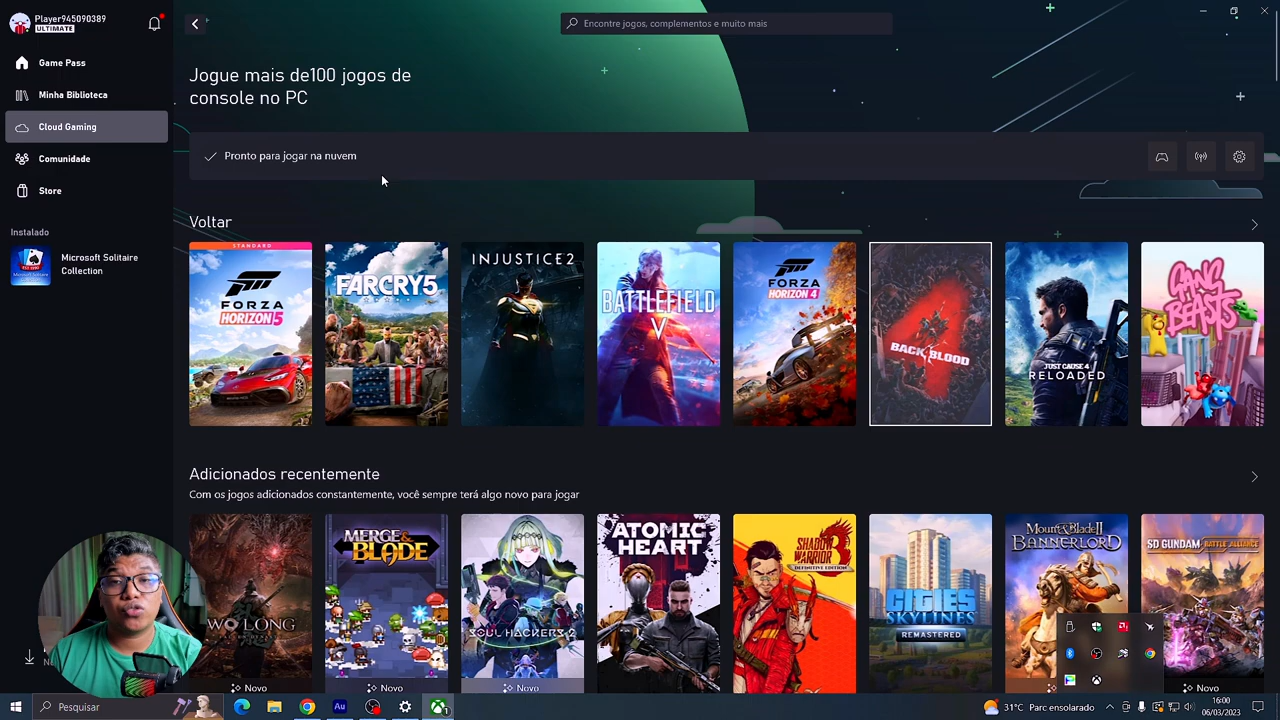 Player945090389
ULTIMATE
Encontre jogos, complementos e muito mais
Game Pass
Minha Biblioteca
Cloud Gaming
Comunidade
Store
Instalado
Microsoft Solitaire
Collection
Jogue mais de100 jogos de
console no PC
Pronto para jogar na nuvem
Voltar
STANDARD
FORZA
HORIZON 5
FARCRY5
INJUSTICE 2
BATTLEFIELD
V
FORZA
HORIZON 4
BACK 4 BLOOD
JUST CAUSE 4
RELOADED
GANG
BEASTS
Adicionados recentemente
Com os jogos adicionados constantemente, você sempre terá algo novo para jogar
WO LONG
MERGE &
BLADE
SOUL HACKERS 2
ATOMIC
HEART
SHADOW
WARRIOR
3
DEFINITIVE EDITION
CITIES
SKYLINES
REMASTERED
MOUNT & BLADE II
BANNERLORD
SD GUNDAM BATTLE ALLIANCE
Novo
Novo
Novo
Novo
Pesquisar
Au
1
31°C Parc ensolarado
16:00
06/03/2023